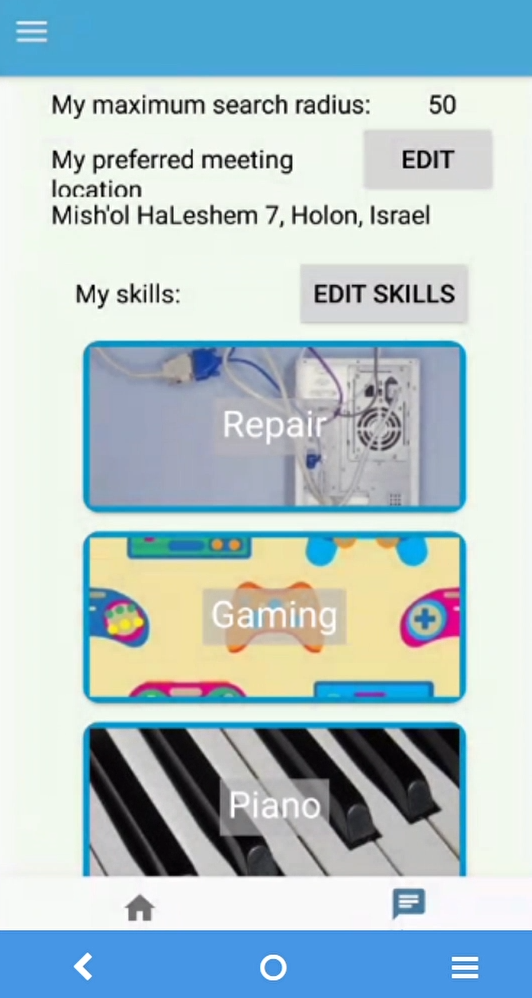 My maximum search radius: 50
My preferred meeting
location
EDIT
Mish'ol HaLeshem 7, Holon, Israel
My skills:
EDIT SKILLS
Repair
Gaming
Piano